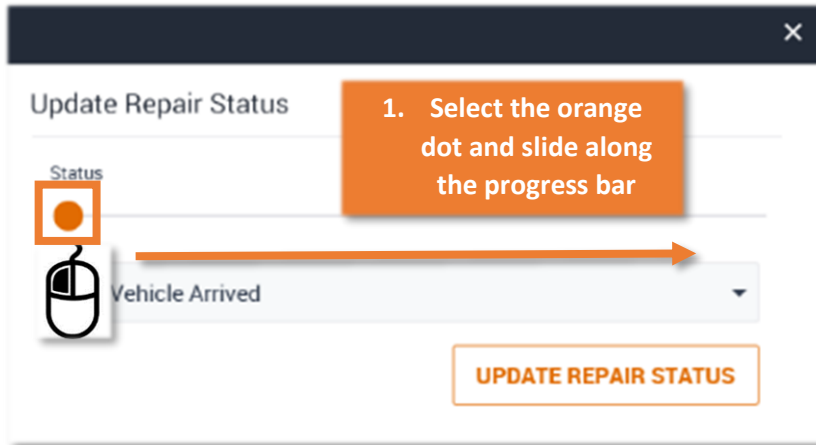 ×
Update Repair Status
1. Select the orange
dot and slide along
the progress bar
Status
Vehicle Arrived
UPDATE REPAIR STATUS